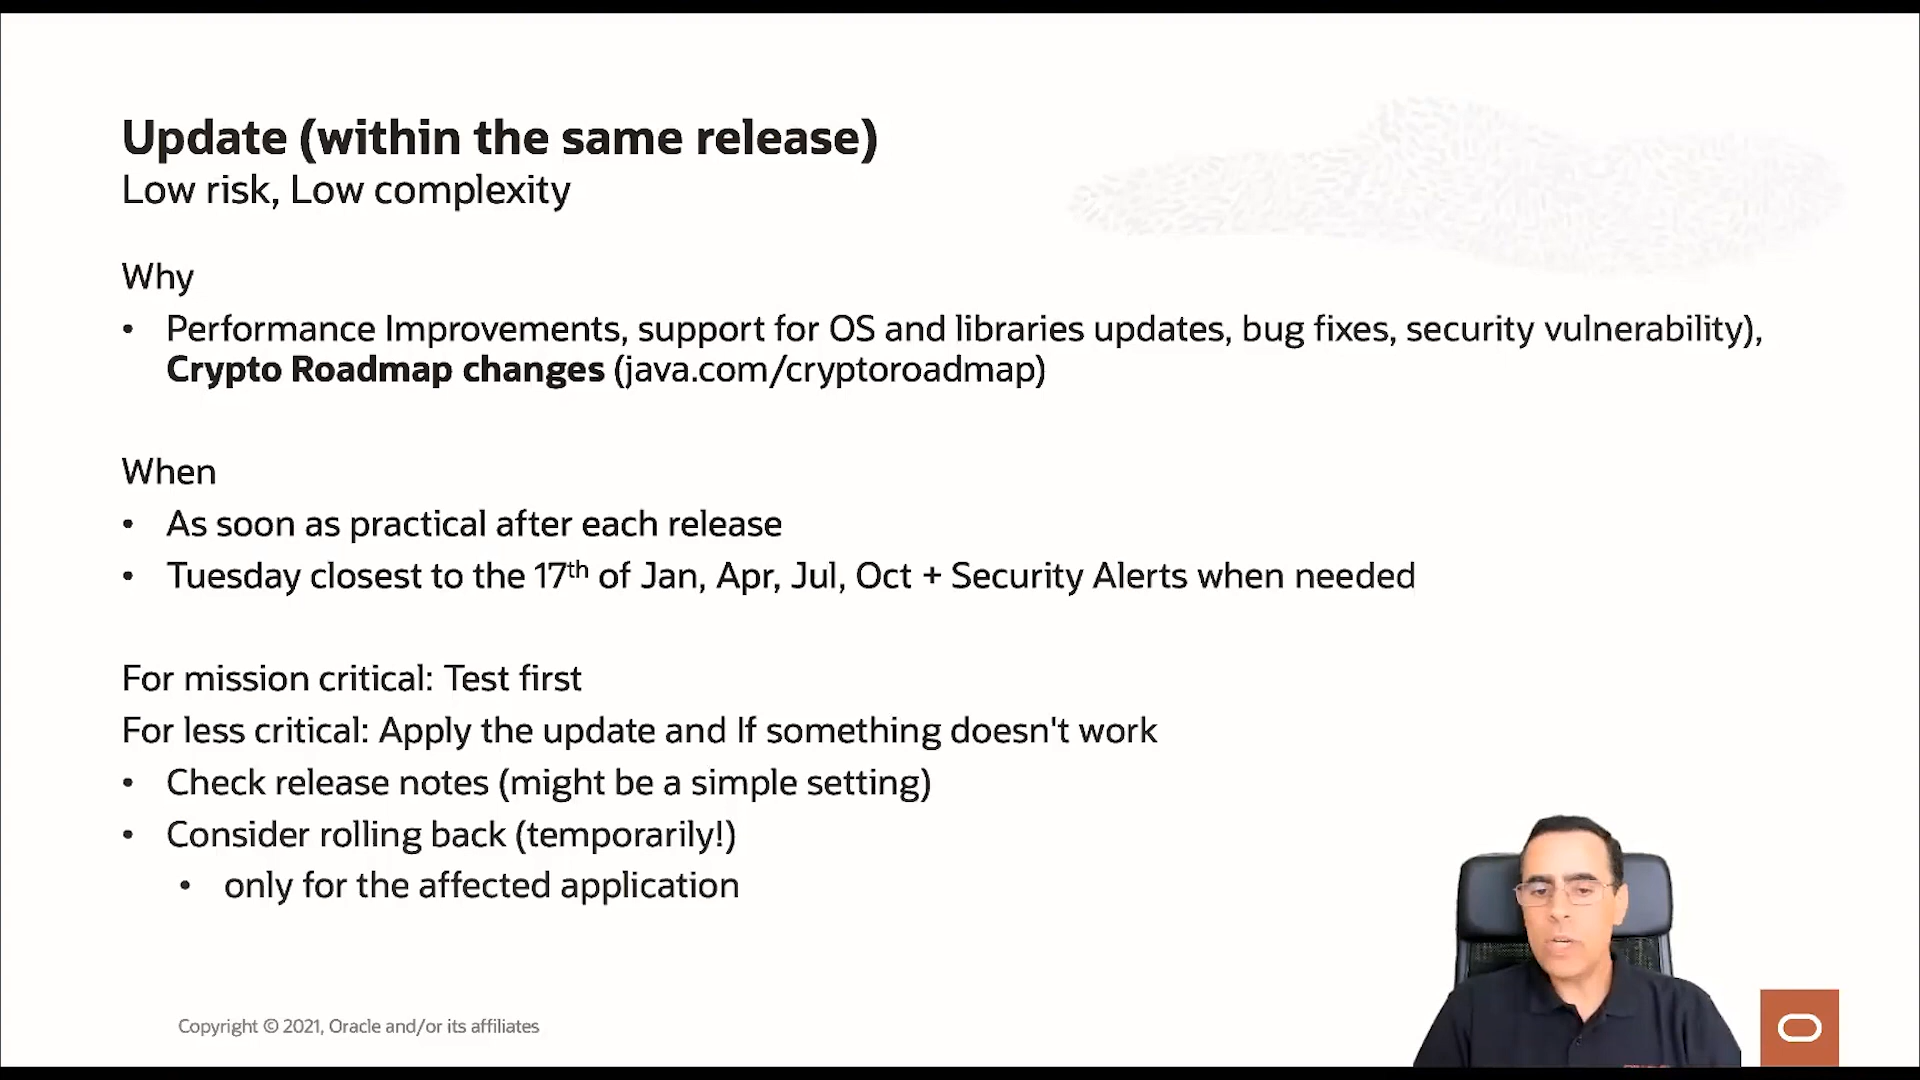 Update (within the same release)
Low risk, Low complexity
Why
• Performance Improvements, support for OS and libraries updates, bug fixes, security vulnerability),
Crypto Roadmap changes (java.com/cryptoroadmap)
When
• As soon as practical after each release
• Tuesday closest to the 17th of Jan, Apr, Jul, Oct + Security Alerts when needed
For mission critical: Test first
For less critical: Apply the update and If something doesn't work
• Check release notes (might be a simple setting)
• Consider rolling back (temporarily!)
• only for the affected application
Copyright © 2021, Oracle and/or its affiliates